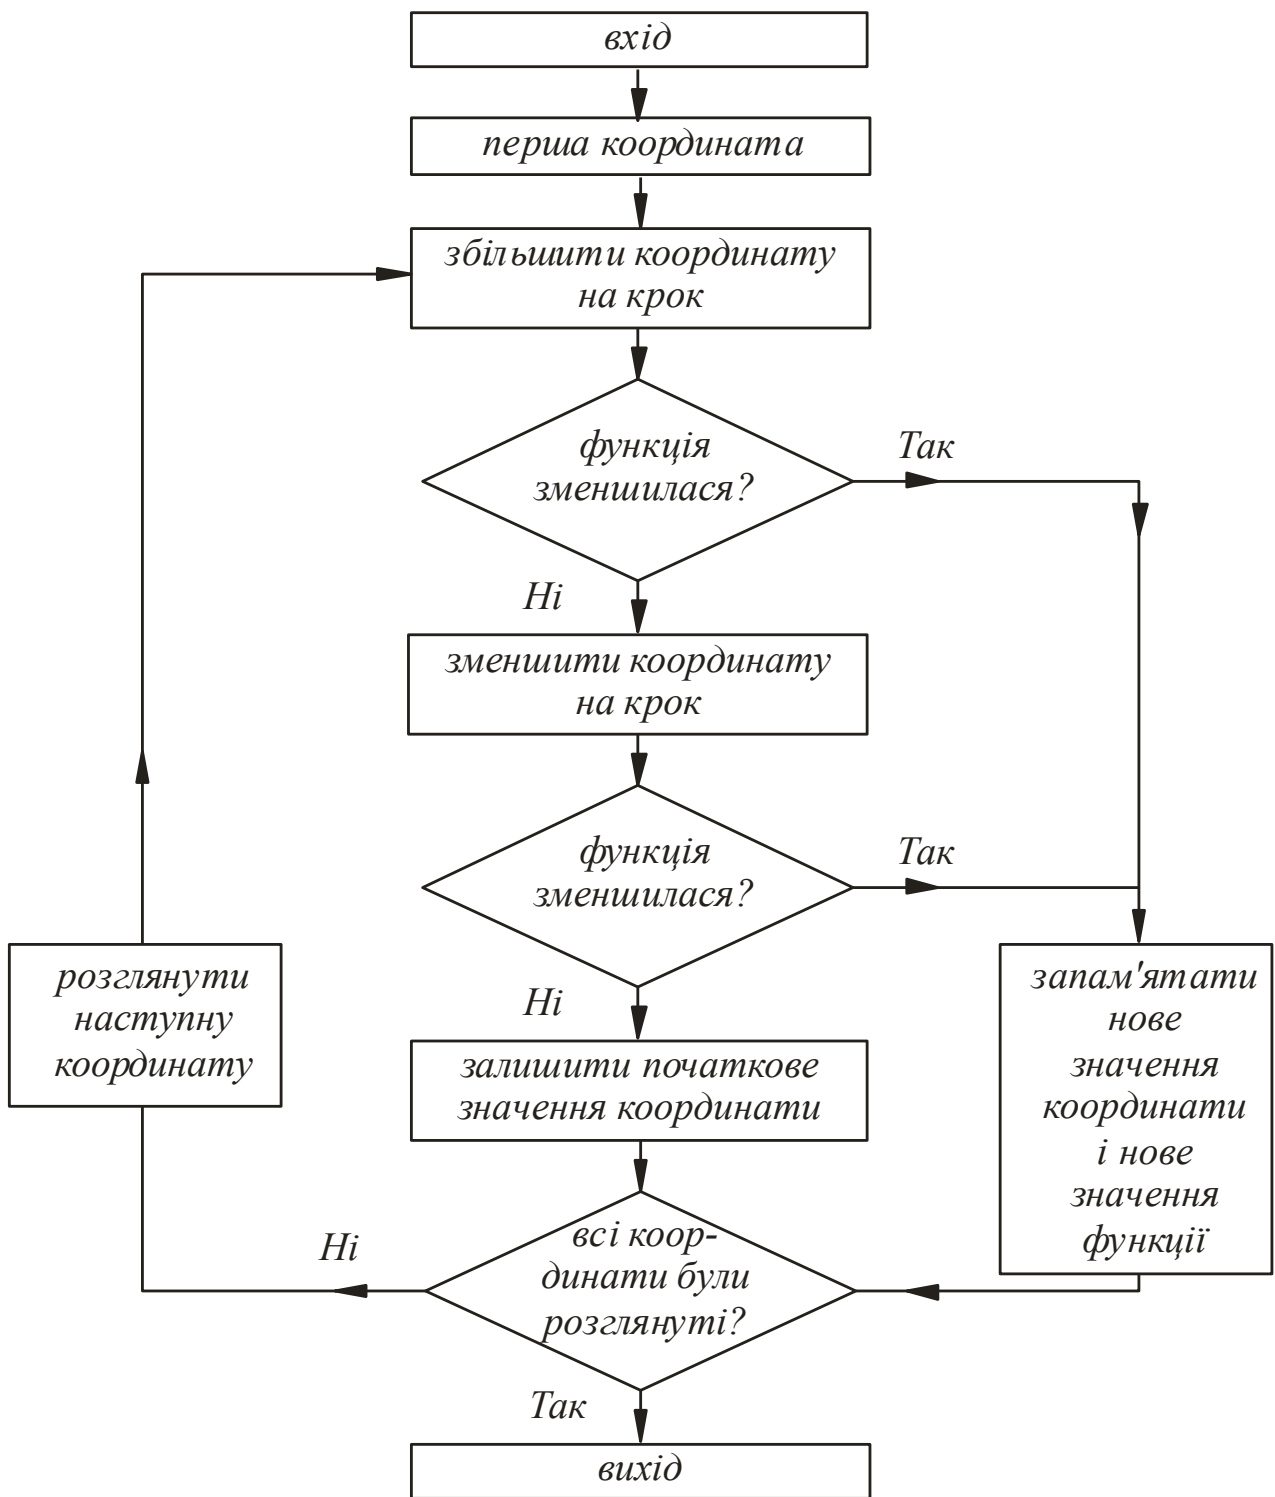 вхід
перша координата
збільшити координату
на крок
функція
зменшилася?
Так
Ні
зменшити координату
на крок
функція
зменшилася?
Так
Ні
розглянути
наступну
координату
запам'ятати
нове
значення
координати
і нове
значення
функції
залишити початкове
значення координати
всі коор-
динати були
розглянуті?
Ні
Так
вихід